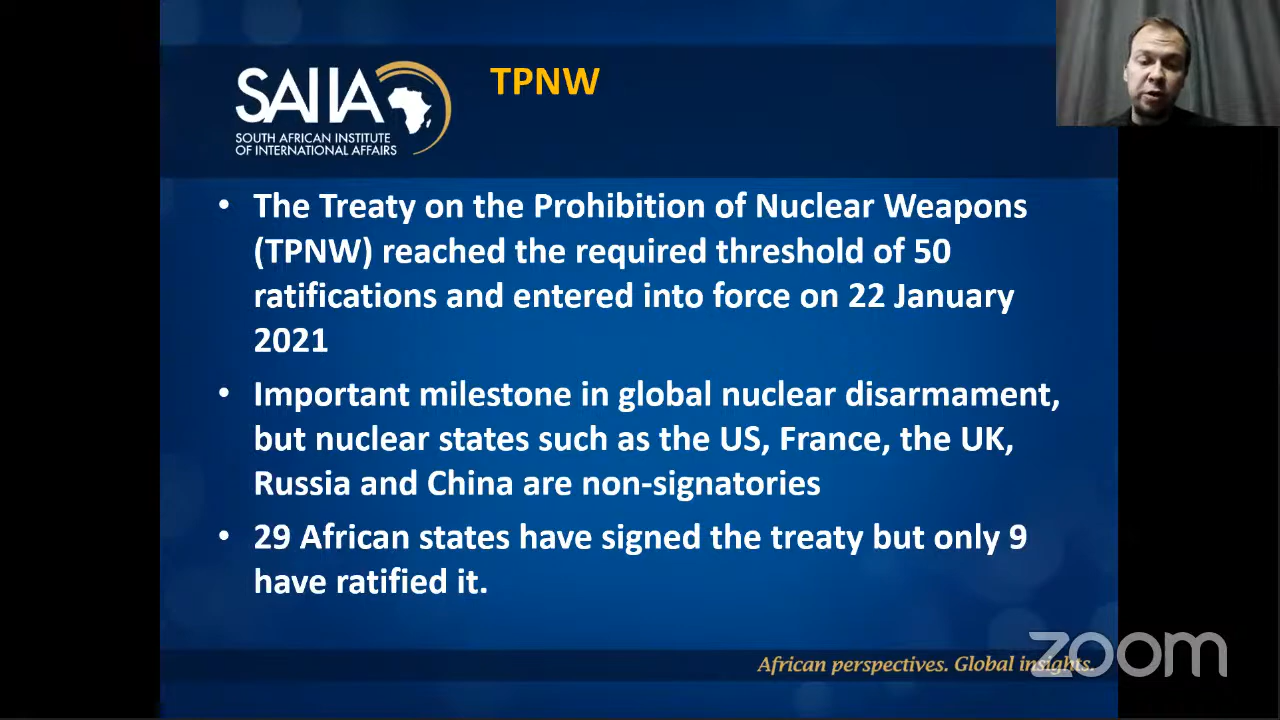 SAIIA
SOUTH AFRICAN INSTITUTE
OF INTERNATIONAL AFFAIRS
TPNW
• The Treaty on the Prohibition of Nuclear Weapons
(TPNW) reached the required threshold of 50
ratifications and entered into force on 22 January
2021
• Important milestone in global nuclear disarmament,
but nuclear states such as the US, France, the UK,
Russia and China are non-signatories
• 29 African states have signed the treaty but only 9
have ratified it.
African perspectives. Global insights.
zoom